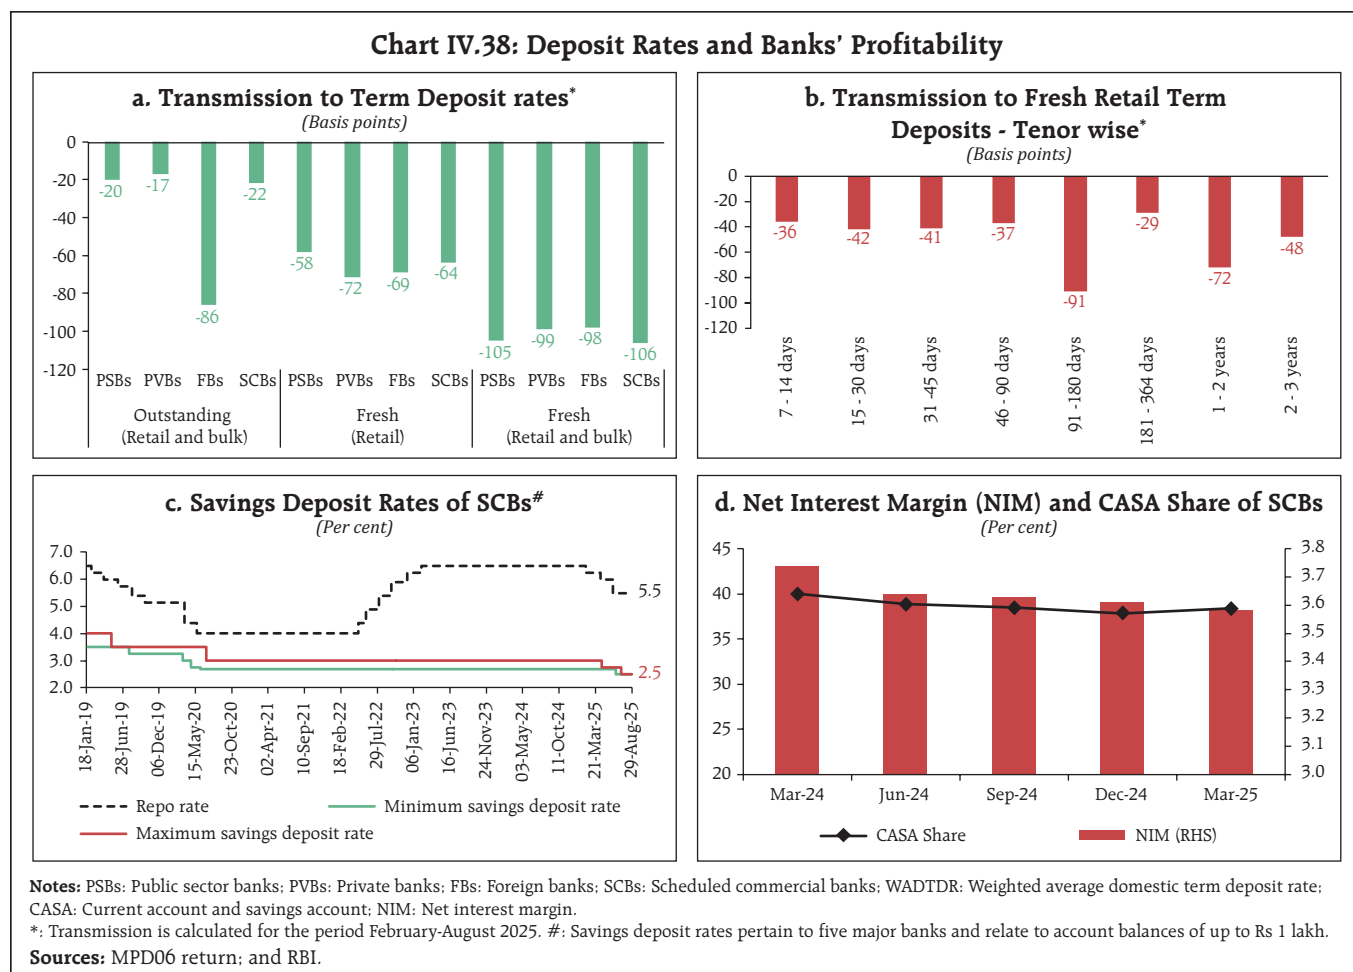 Chart IV.38: Deposit Rates and Banks' Profitability
a. Transmission to Term Deposit rates*
(Basis points)
0
-20
-40
-60
-80
-100
-120
-20
-17
-86
-22
-58
-72
-69
-64
-105
-99
-98
-106
PSBs PVBs FBs SCBs PSBs PVBs FBs SCBs PSBs PVBs FBs SCBs
Outstanding
(Retail and bulk)
Fresh
(Retail)
Fresh
(Retail and bulk)
b. Transmission to Fresh Retail Term
Deposits - Tenor wise*
(Basis points)
0
-20
-40
-60
-80
-100
-120
-36
-42
-41
-37
-91
-29
-72
-48
7 - 14 days
15 - 30 days
31 -45 days
46 - 90 days
91 -180 days
181 - 364 days
1 - 2 years
2 - 3 years
c. Savings Deposit Rates of SCBs#
(Per cent)
7.0
6.0
5.0
4.0
3.0
2.0
5.5
2.5
18-Jan-19
28-Jun-19
06-Dec-19
15-May-20
23-Oct-20
02-Apr-21
10-Sep-21
18-Feb-22
29-Jul-22
06-Jan-23
16-Jun-23
24-Nov-23
03-May-24
11-Oct-24
21-Mar-25
29-Aug-25
Repo rate
Minimum savings deposit rate
Maximum savings deposit rate
d. Net Interest Margin (NIM) and CASA Share of SCBs
(Per cent)
45
40
35
30
25
20
3.8
3.7
3.6
3.5
3.4
3.3
3.2
3.1
3.0
Mar-24
Jun-24
Sep-24
Dec-24
Mar-25
CASA Share
NIM (RHS)
Notes: PSBs: Public sector banks; PVBs: Private banks; FBs: Foreign banks; SCBs: Scheduled commercial banks; WADTDR: Weighted average domestic term deposit rate;
CASA: Current account and savings account; NIM: Net interest margin.
*: Transmission is calculated for the period February-August 2025. #: Savings deposit rates pertain to five major banks and relate to account balances of up to Rs 1 lakh.
Sources: MPD06 return; and RBI.